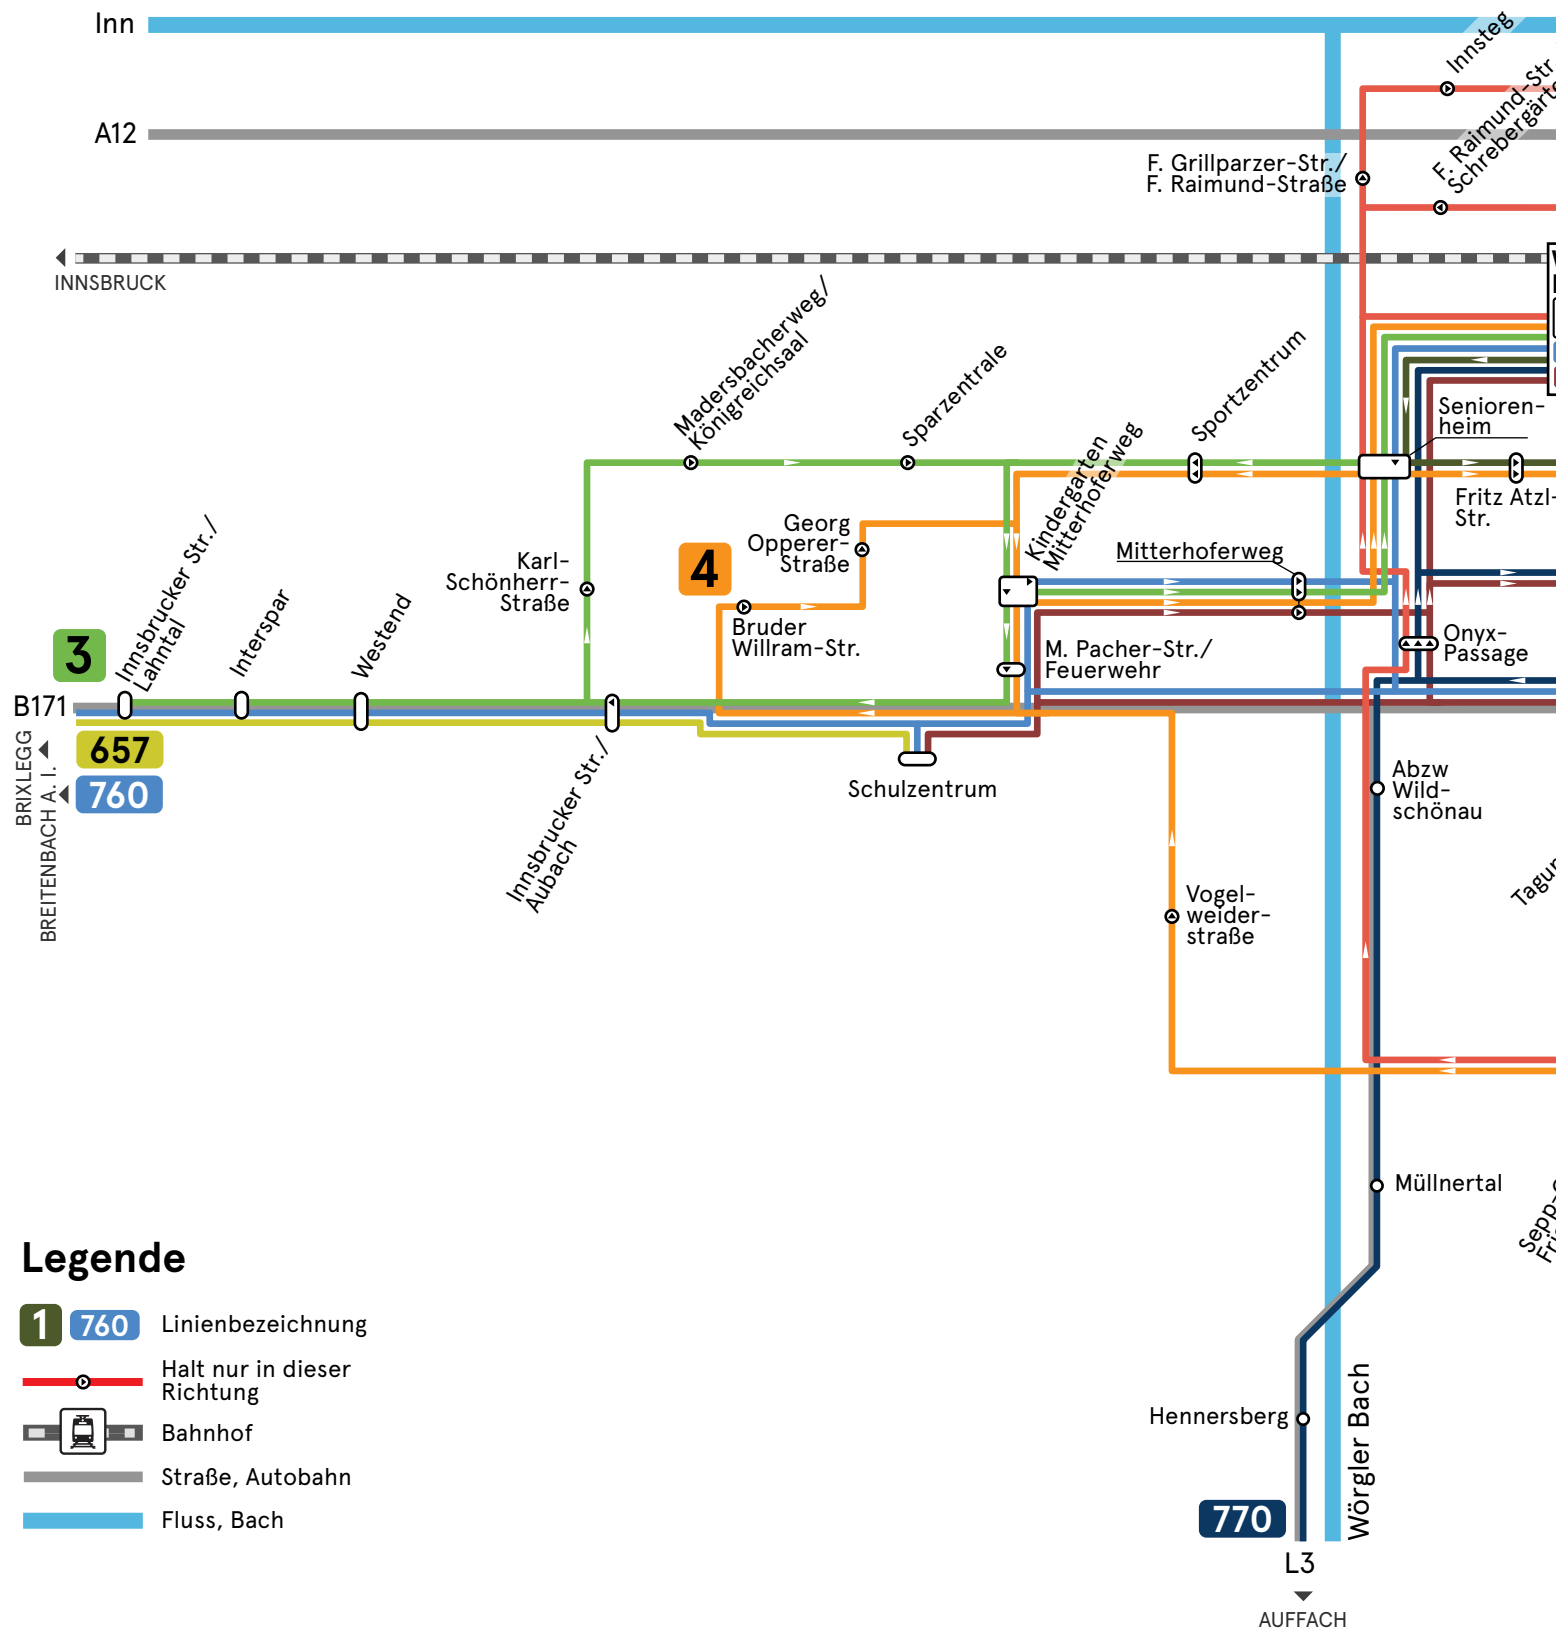 Inn
Innsteg
A12
F. Raimund-Str.
Schrebergärt
F. Grillparzer-Str./
F. Raimund-Straße
INNSBRUCK
Madersbacherweg/
Königreichsaal
Sparzentrale
Sportzentrum
Senioren-
heim
Kindergarten
Mitterhoferweg
Fritz Atzl-
Str.
Georg
Opperer-
Straße
Mitterhoferweg
Karl-
Schönherr-
Straße
4
Innsbrucker Str./
Lahntal
Interspar
Westend
Bruder
Willram-Str.
M. Pacher-Str./
Feuerwehr
Onyx-
Passage
3
B171
657
760
BRIXLEGG
BREITENBACH A. I.
Innsbrucker Str./
Aubach
Schulzentrum
Abzw
Wild-
schönau
Vogel-
weider-
straße
Müllnertal
Sepp-
Legende
1 760 Linienbezeichnung
Halt nur in dieser
Richtung
Bahnhof
Straße, Autobahn
Fluss, Bach
Hennersberg
Wörgler Bach
770
L3
AUFFACH